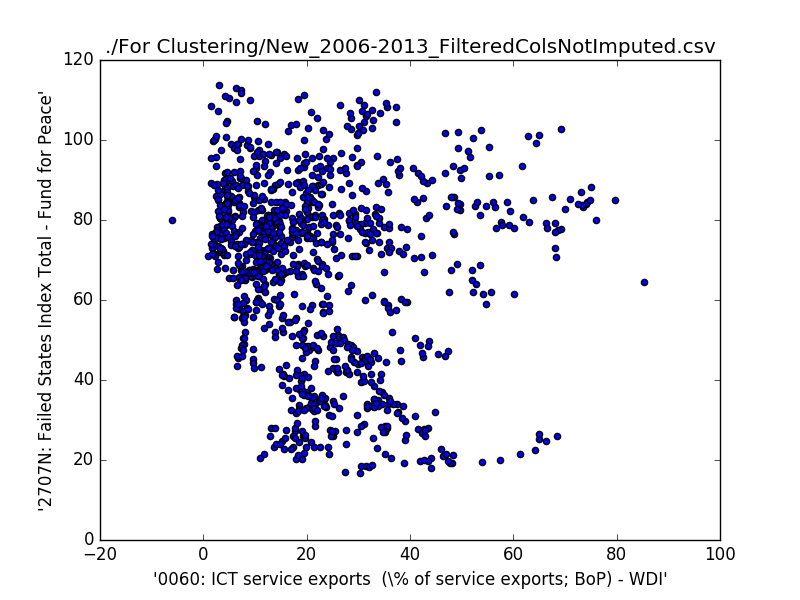 ./For Clustering/New_2006-2013_FilteredColsNotImputed.csv
120
100
80
60
40
20
0
'2707N: Failed States Index Total - Fund for Peace'
−20 0 20 40 60 80 100
'0060: ICT service exports  (\% of service exports; BoP) - WDI'